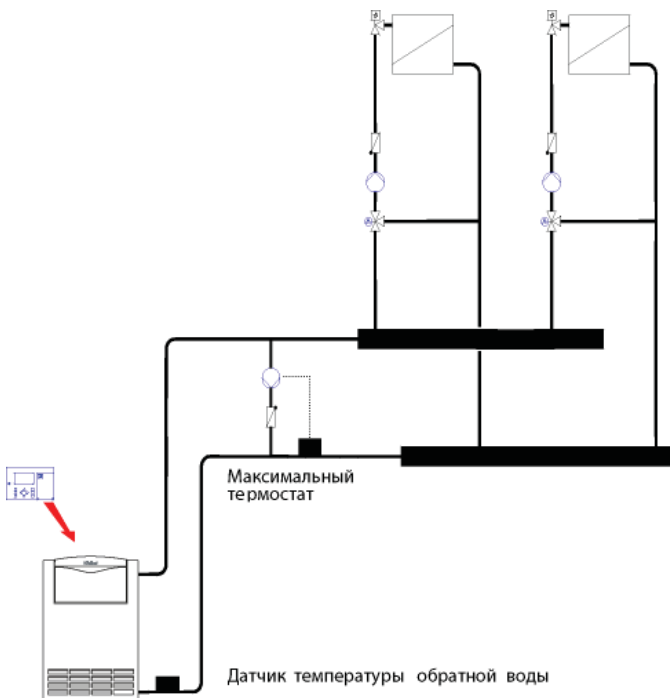 Максимальный
термостат
Датчик температуры обратной воды